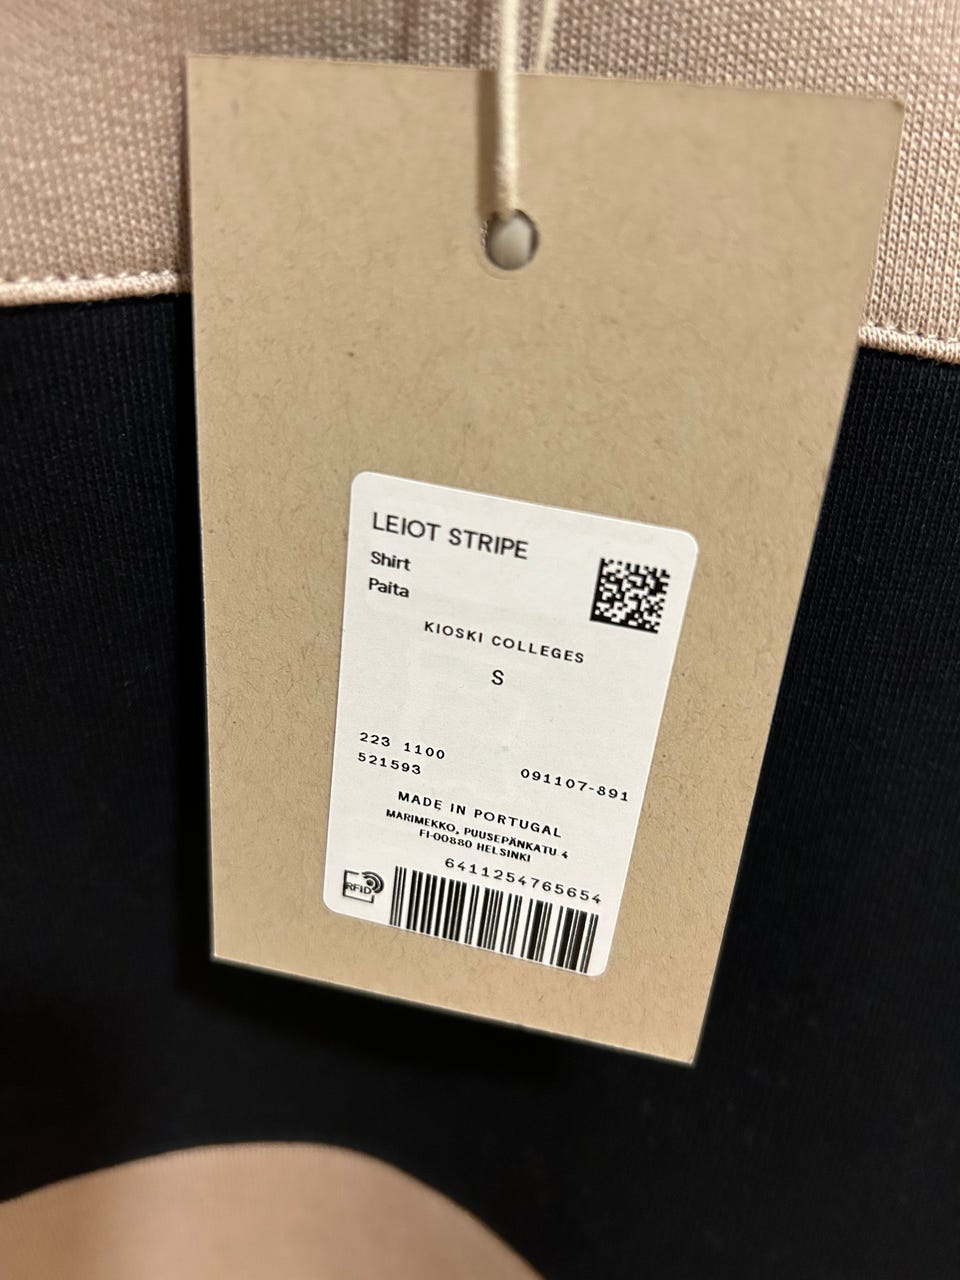 LEIOT STRIPE
Shirt
Paita
KIOSKI COLLEGES
S
223 1100
521593
091107-891
MADE IN PORTUGAL
MARIMEKKO, PUUSEPÄNKATU 4
FI-00880 HELSINKI
6411254765654
RFID